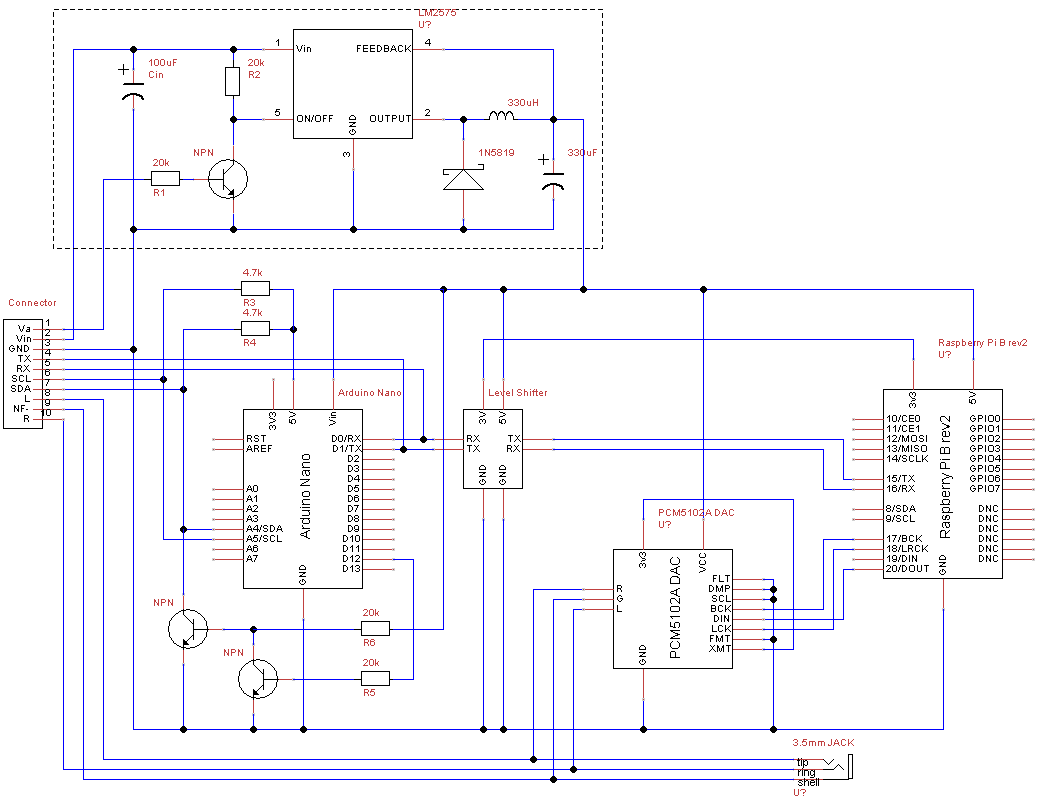 LM2575
U?
1
Vin
FEEDBACK
4
100uF
Cin
20k
R2
330uH
5
ON/OFF
OUTPUT
2
GND
3
NPN
1N5819
330uF
20k
R1
4.7k
R3
4.7k
R4
Connector
Va 1
Vin 2
GND 3
TX 4
RX 5
SCL 6
SDA 7
L 8
NF- 9
R 10
Raspberry Pi B rev2
U?
Arduino Nano
Level Shifter
3V3
5V
Vin
3V
5V
3v3
5V
RST
AREF
A0
A1
A2
A3
A4/SDA
A5/SCL
A6
A7
Arduino Nano
D0/RX
D1/TX
D2
D3
D4
D5
D6
D7
D8
D9
D10
D11
D12
D13
GND
RX
TX
TX
RX
GND
GND
10/CE0
11/CE1
12/MOSI
13/MISO
14/SCLK
15/TX
16/RX
8/SDA
9/SCL
17/BCK
18/LRCK
19/DIN
20/DOUT
Raspberry Pi B rev2
GPIO0
GPIO1
GPIO2
GPIO3
GPIO4
GPIO5
GPIO6
GPIO7
DNC
DNC
DNC
DNC
DNC
DNC
GND
PCM5102A DAC
U?
3v3
VCC
R
G
L
PCM5102A DAC
FLT
DMP
SCL
BCK
DIN
LCK
FMT
XMT
GND
NPN
20k
R6
NPN
20k
R5
3.5mm JACK
tip
ring
shell
U?